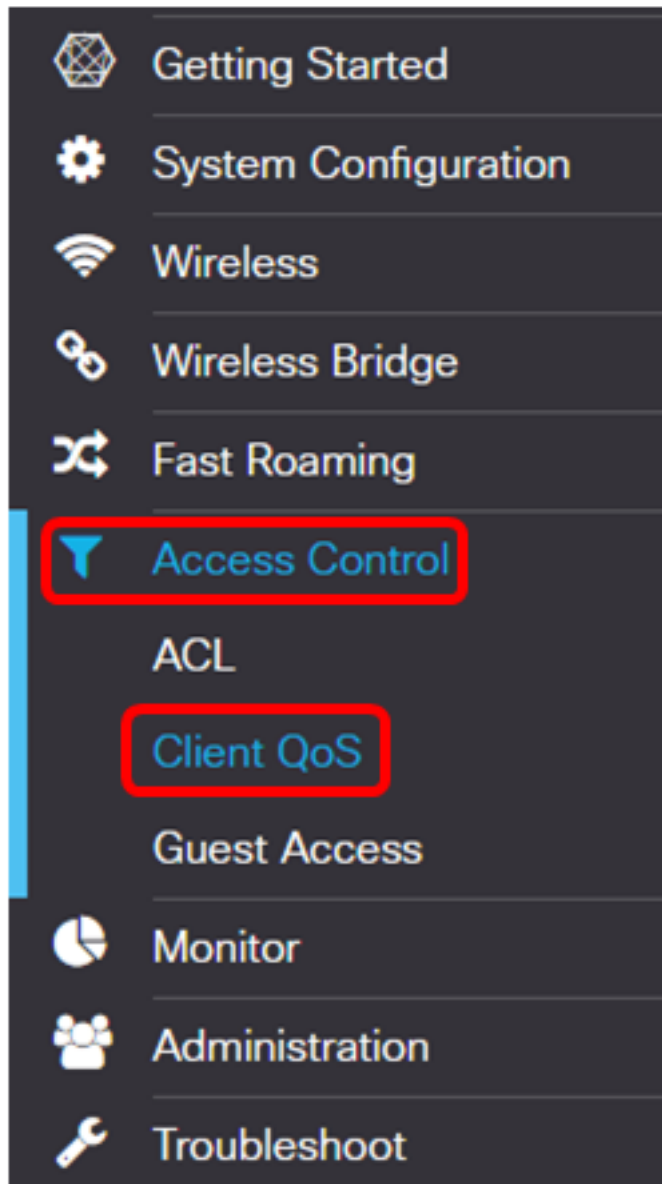 Getting Started
System Configuration
Wireless
Wireless Bridge
Fast Roaming
Access Control
ACL
Client QoS
Guest Access
Monitor
Administration
Troubleshoot